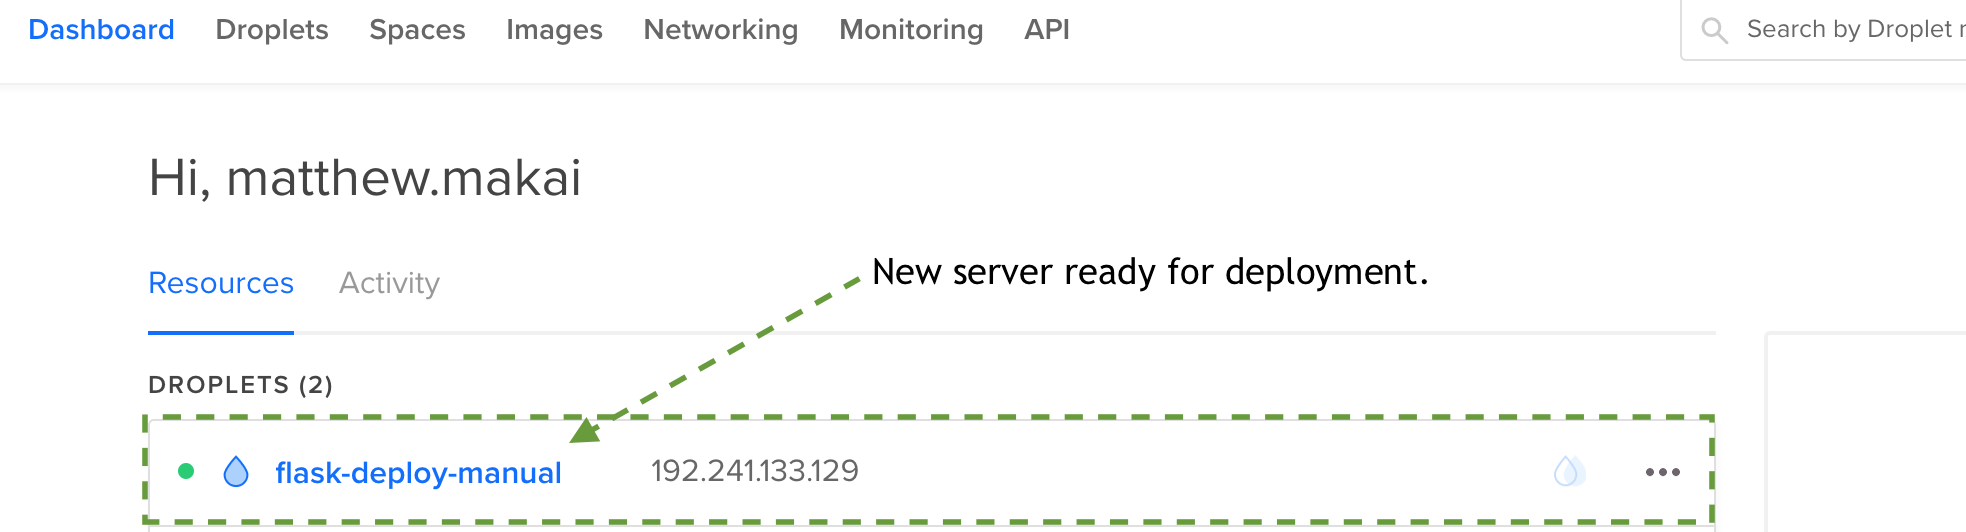 Dashboard Droplets Spaces Images Networking Monitoring API Search by Droplet
Hi, matthew.makai
New server ready for deployment.
Resources Activity
DROPLETS (2)
flask-deploy-manual 192.241.133.129